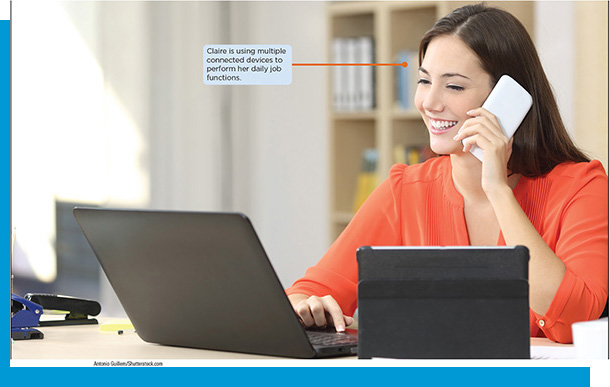 Claire is using multiple
connected devices to
perform her daily job
functions.
Antonio Guillem/Shutterstock.com